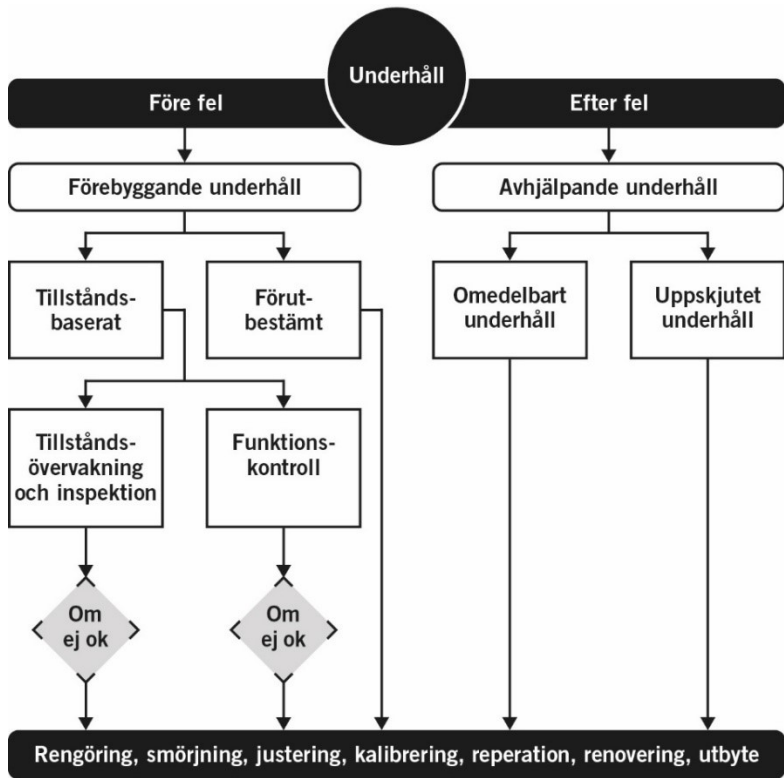 Underhåll
Före fel
Efter fel
Förebyggande underhåll
Avhjälpande underhåll
Tillstånds-
baserat
Förut-
bestämt
Omedelbart
underhåll
Uppskjutet
underhåll
Tillstånds-
övervakning
och inspektion
Funktions-
kontroll
Om
ej ok
Om
ej ok
Rengöring, smörjning, justering, kalibrering, reperation, renovering, utbyte